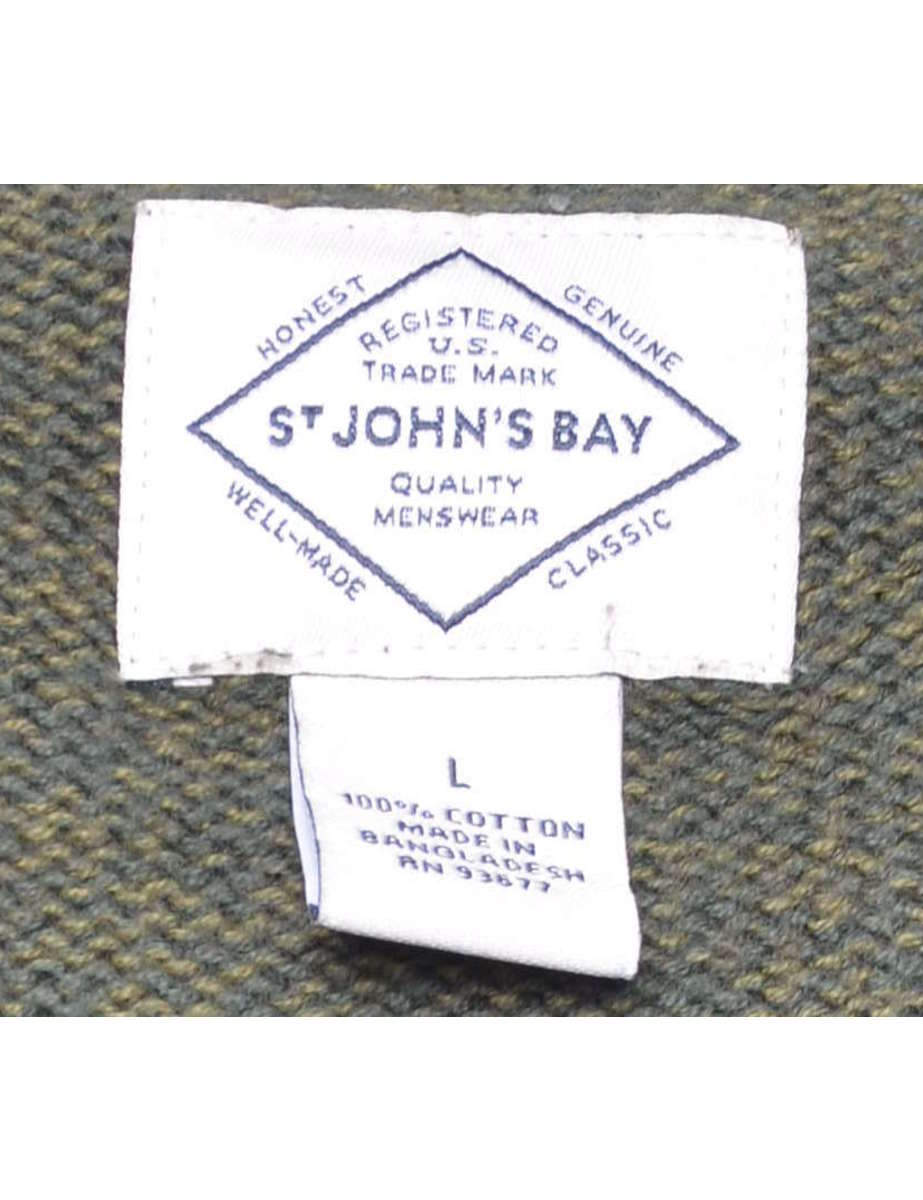 HONEST
GENUINE
REGISTERED
U.S.
TRADE MARK
ST JOHN'S BAY
QUALITY
MENSWEAR
WELL-MADE
CLASSIC
L
100% COTTON
MADE IN
BANGLADESH
RN 93677